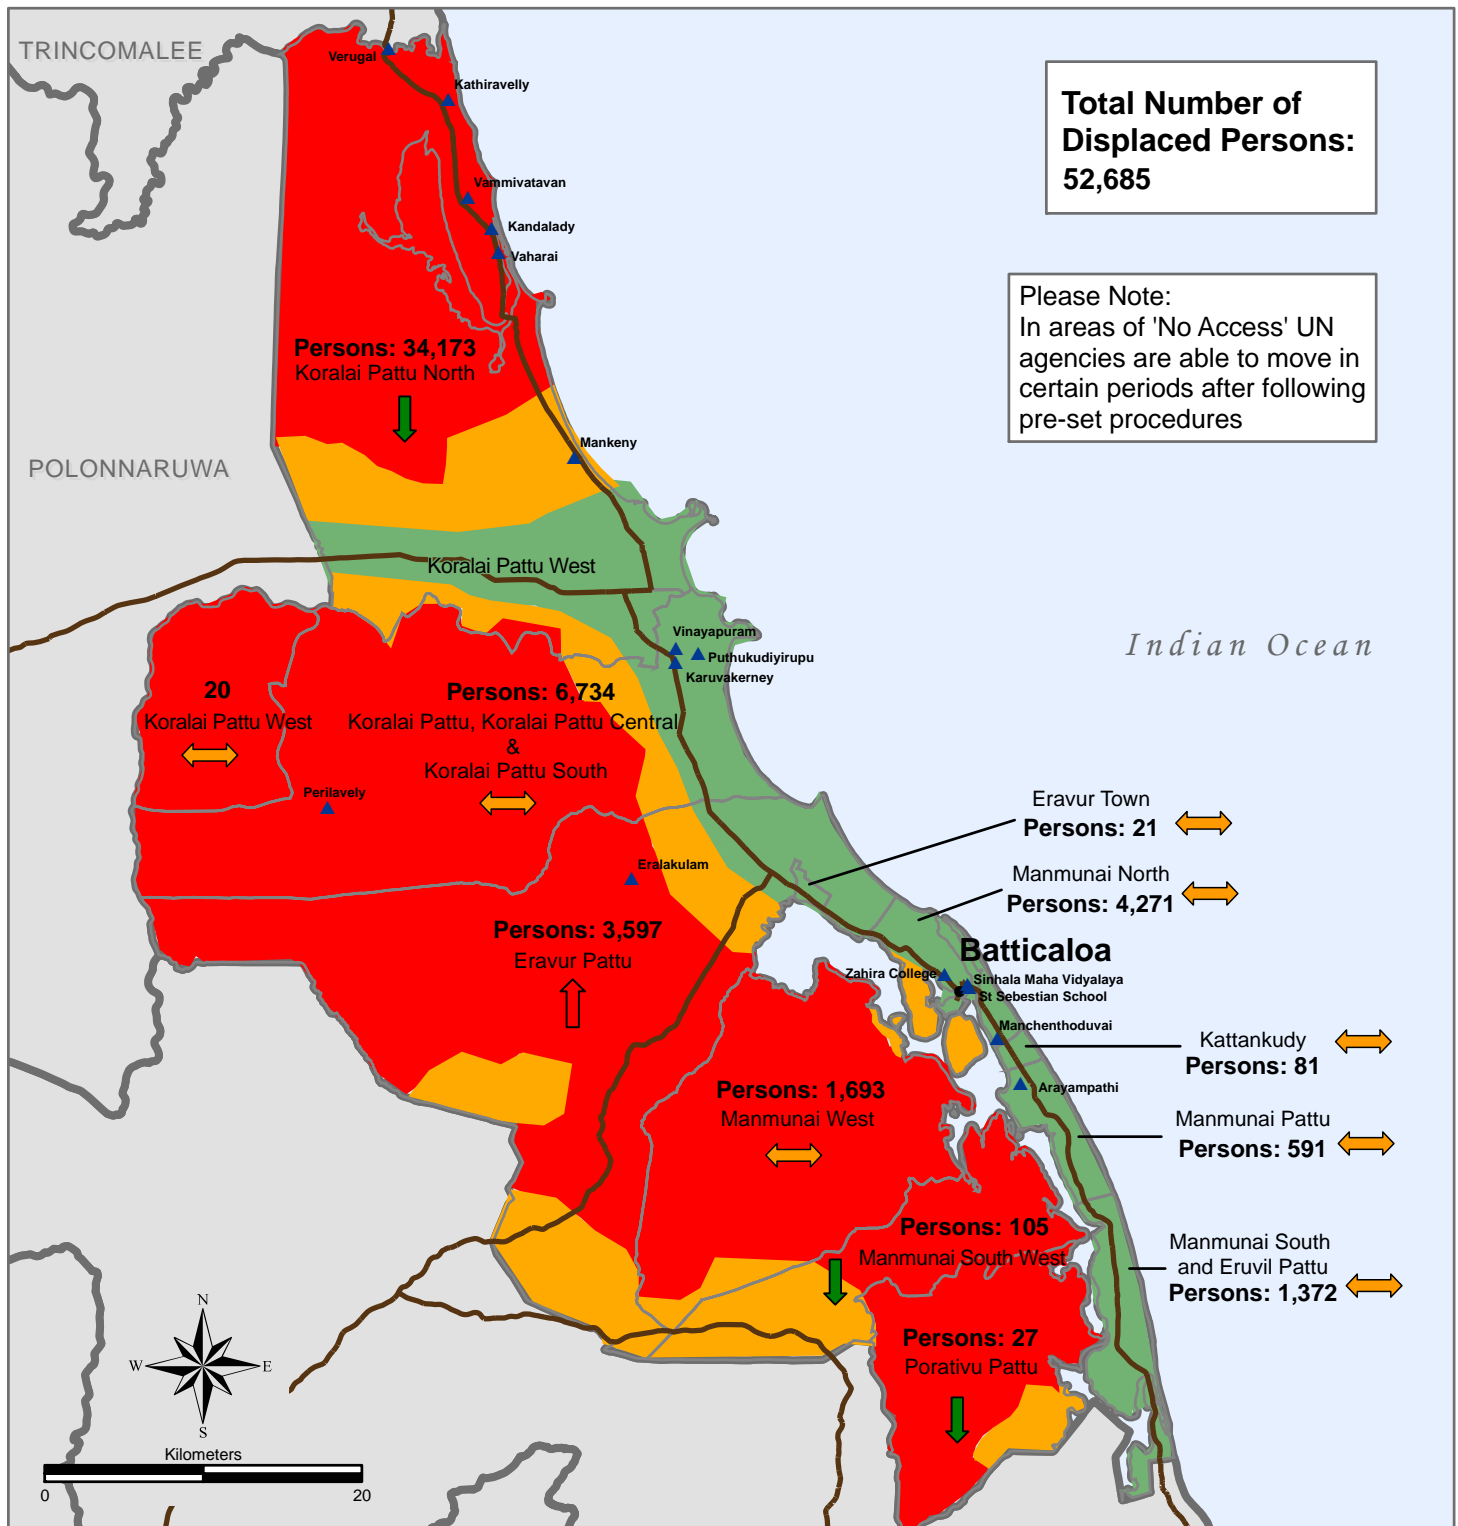 TRINCOMALEE
Verugal
Kathiravelly
Total Number of
Displaced Persons:
52,685
Vammivatavan
Kandalady
Vaharai
Please Note:
In areas of 'No Access' UN
agencies are able to move in
certain periods after following
pre-set procedures
Persons: 34,173
Koralai Pattu North
Mankeny
POLONNARUWA
Koralai Pattu West
Vinayapuram
Puthukudiyirupu
Karuvakerney
Indian Ocean
20
Koralai Pattu West
Persons: 6,734
Koralai Pattu, Koralai Pattu Central
&
Koralai Pattu South
Perilavely
Eravur Town
Persons: 21
Eralakulam
Manmunai North
Persons: 4,271
Persons: 3,597
Eravur Pattu
Batticaloa
Zahira College
Sinhala Maha Vidyalaya
St Sebestian School
Manchenthoduvai
Kattankudy
Persons: 81
Arayampathi
Persons: 1,693
Manmunai West
Manmunai Pattu
Persons: 591
Persons: 105
Manmunai South West
Manmunai South
and Eruvil Pattu
Persons: 1,372
Persons: 27
Porativu Pattu
N
W
E
S
Kilometers
0
20